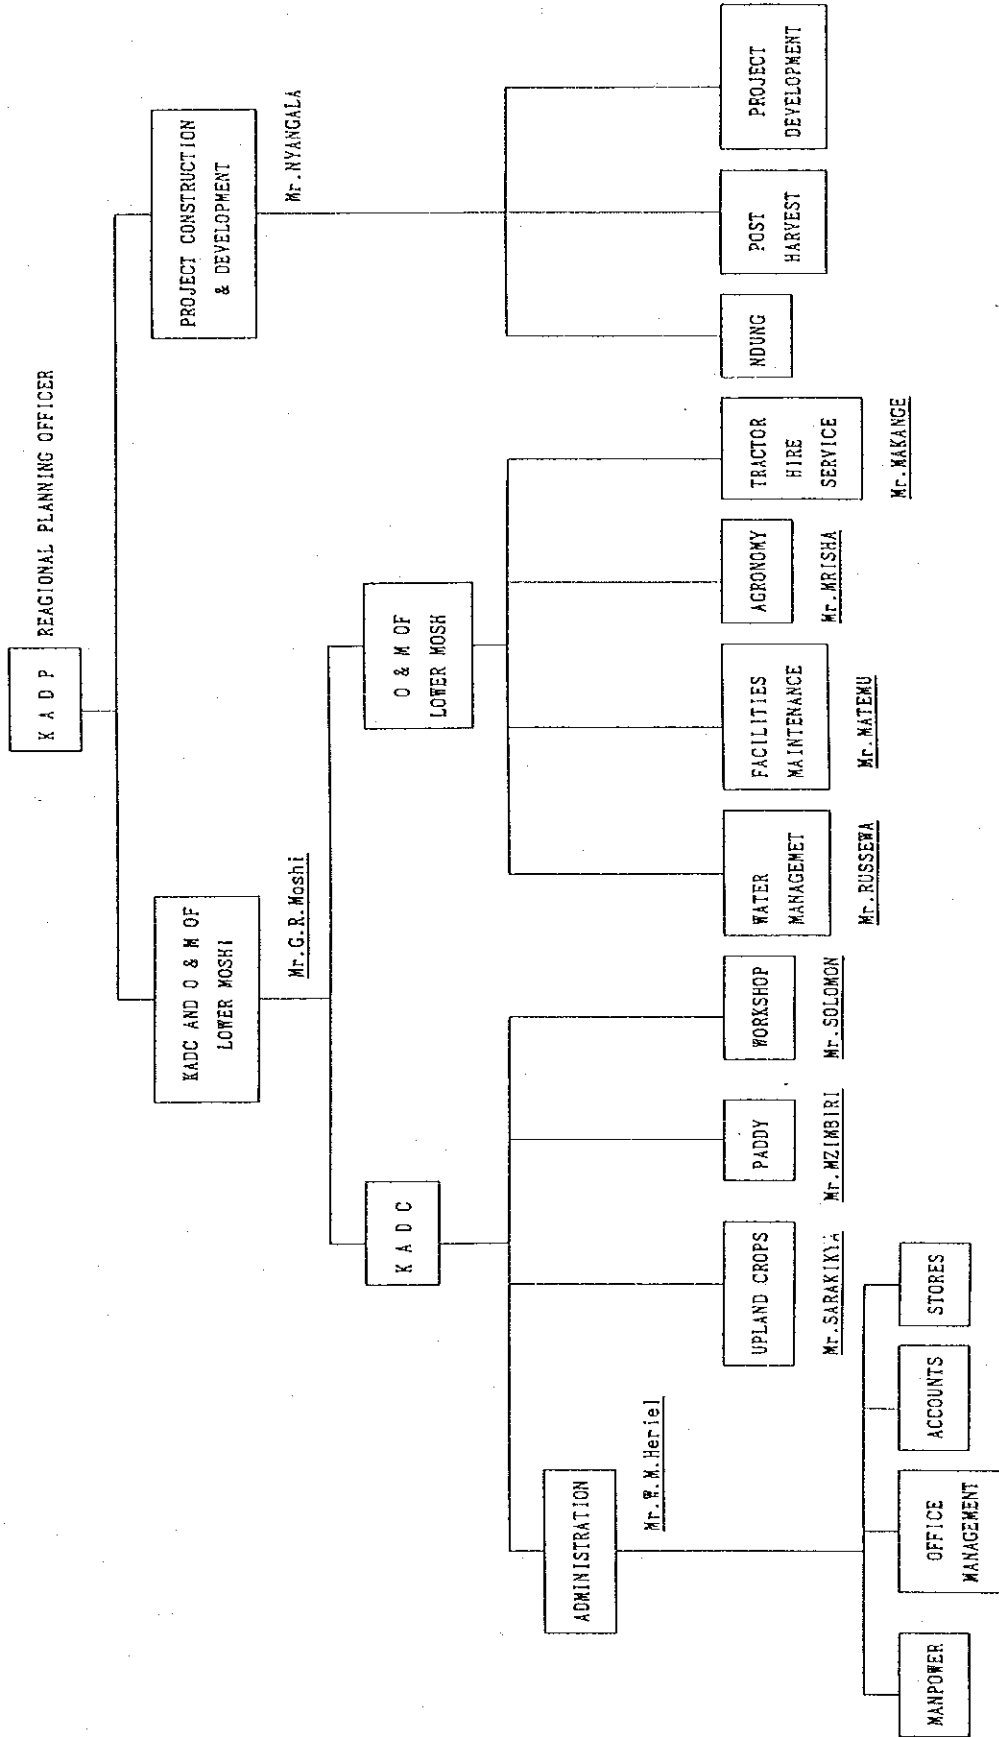 K A D P REAGIONAL PLANNING OFFICER
KADC AND O & M OF
LOWER MOSHI
Mr.G.R.Moshi
PROJECT CONSTRUCTION
& DEVELOPMENT
Mr.NYANGALA
K A D C
O & M OF
LOWER MOSH
ADMINISTRATION
Mr.W.M.Heriel
UPLAND CROPS
Mr.SARAKIKYA
PADDY
Mr.MZIMBIRI
WORKSHOP
Mr.SOLOMON
WATER
MANAGEMET
Mr.RUSSEWA
FACILITIES
MAINTENANCE
Mr.MATEMU
AGRONOMY
Mr.MRISHA
TRACTOR
HIRE
SERVICE
Mr.MAKANGE
NDUNG
POST
HARVEST
PROJECT
DEVELOPMENT
MANPOWER
OFFICE
MANAGEMENT
ACCOUNTS
STORES